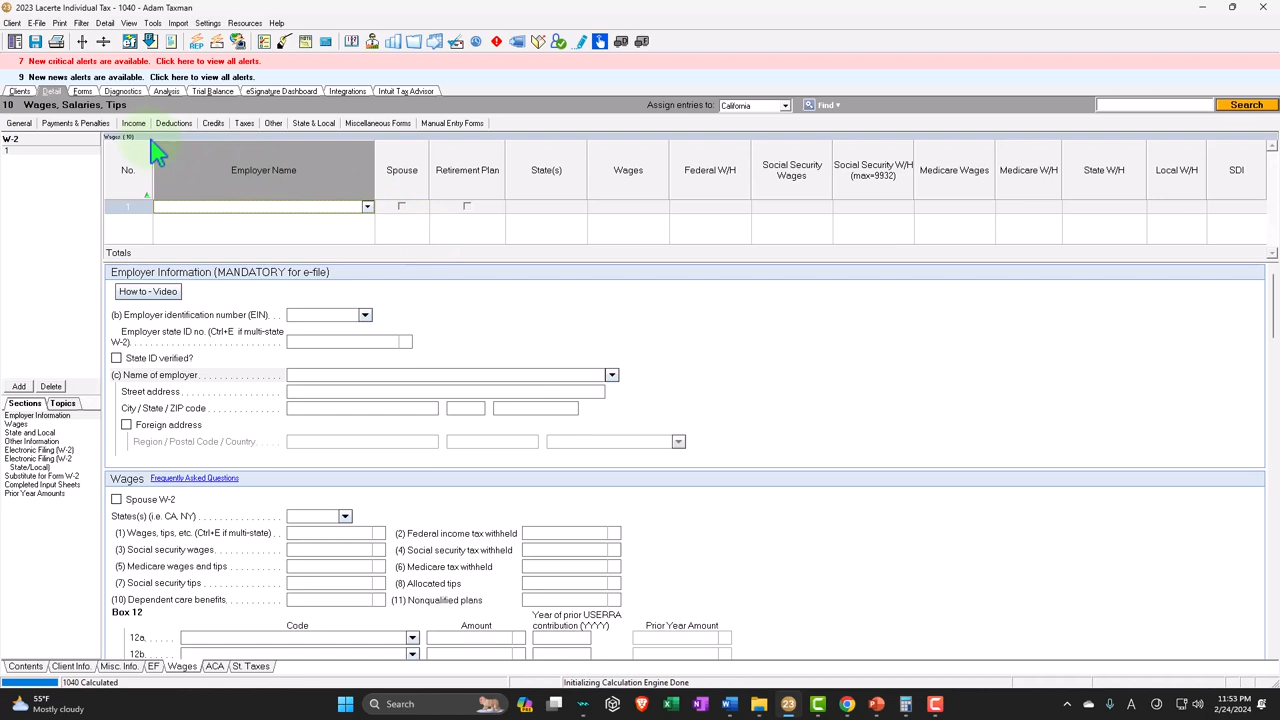 2023 Lacerte Individual Tax - 1040 - Adam Taxman
Client E-File Print Filter Detail View Tools Import Settings Resources Help
7 New critical alerts are available. Click here to view all alerts.
9 New news alerts are available. Click here to view all alerts.
Clients Detail Forms Diagnostics Analysis Trial Balance eSignature Dashboard Integrations Intuit Tax Advisor
10 Wages, Salaries, Tips Assign entries to: California Find Search
General Payments & Penalties Income Deductions Credits Taxes Other State & Local Miscellaneous Forms Manual Entry Forms
W-2 Wages (10)
1
No. Employer Name Spouse Retirement Plan State(s) Wages Federal W/H Social Security Wages Social Security W/H (max=9932) Medicare Wages Medicare W/H State W/H Local W/H SDI
1
Totals
Employer Information (MANDATORY for e-file)
How to - Video
(b) Employer identification number (EIN). . .
Employer state ID no. (Ctrl+E if multi-state
W-2). . . . . . . . . . . . . . . . . . . . . . . . . . . .
State ID verified?
(c) Name of employer. . . . . . . . . . . . . . .
Street address . . . . . . . . . . . . . . . . . .
City / State / ZIP code . . . . . . . . . . . . .
Foreign address
Region / Postal Code / Country. . . . .
Add Delete
Sections Topics
Employer Information
Wages
State and Local
Other Information
Electronic Filing (W-2)
Electronic Filing (W-2
State/Local)
Substitute for Form W-2
Completed Input Sheets
Prior Year Amounts
Wages Frequently Asked Questions
Spouse W-2
States(s) (i.e. CA, NY) . . . . . . . . . . . . . .
(1) Wages, tips, etc. (Ctrl+E if multi-state) . . (2) Federal income tax withheld
(3) Social security wages. . . . . . . . . . . . (4) Social security tax withheld
(5) Medicare wages and tips . . . . . . . . . (6) Medicare tax withheld
(7) Social security tips . . . . . . . . . . . . . (8) Allocated tips
(10) Dependent care benefits. . . . . . . . . (11) Nonqualified plans
Box 12
Code Amount Year of prior USERRA contribution (YYYY) Prior Year Amount
12a. . . . . .
12b. . . . . .
Contents Client Info. Misc. Info. EF Wages ACA St. Taxes
1040 Calculated Initializing Calculation Engine Done
55°F
Mostly cloudy
Search
11:53 PM
2/24/2024